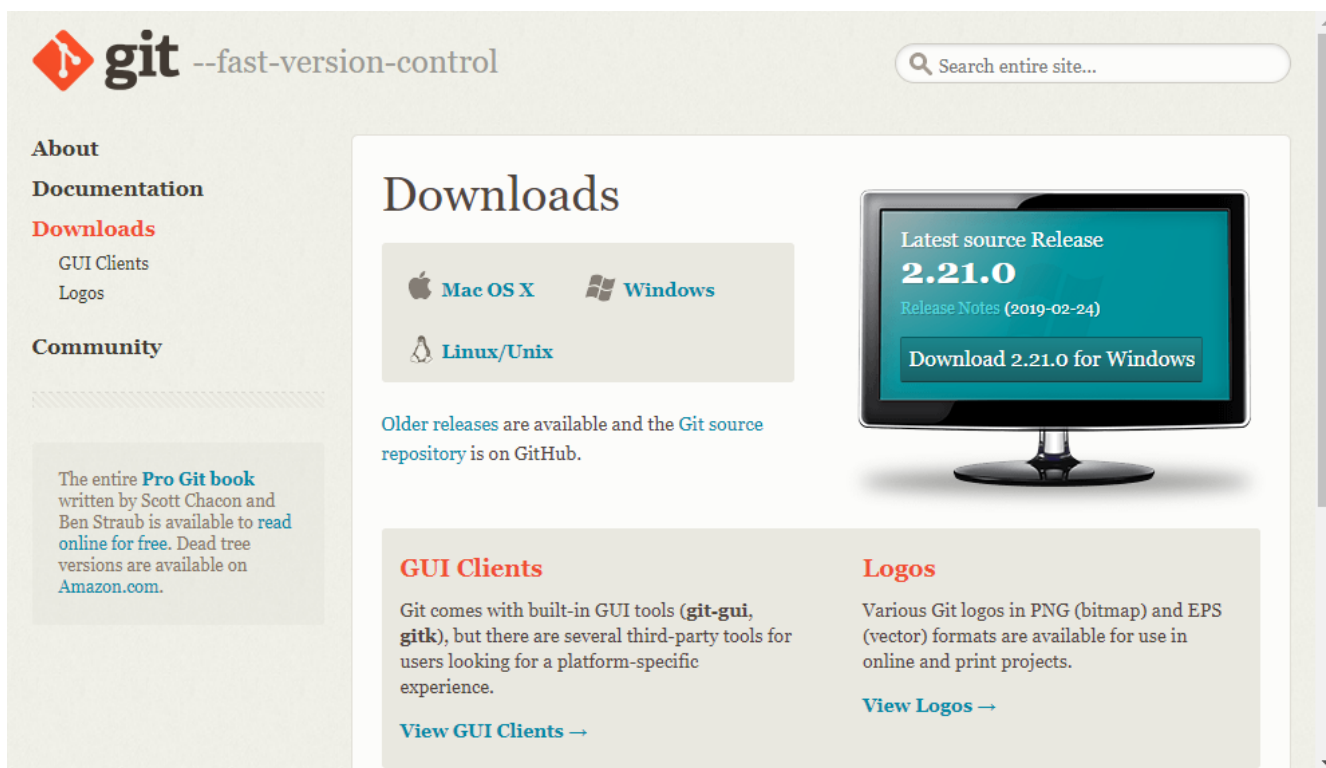 git --fast-version-control
Search entire site...
About
Documentation
Downloads
GUI Clients
Logos
Community
The entire Pro Git book
written by Scott Chacon and
Ben Straub is available to read
online for free. Dead tree
versions are available on
Amazon.com.
Downloads
Mac OS X
Windows
Linux/Unix
Older releases are available and the Git source
repository is on GitHub.
Latest source Release
2.21.0
Release Notes (2019-02-24)
Download 2.21.0 for Windows
GUI Clients
Git comes with built-in GUI tools (git-gui,
gitk), but there are several third-party tools for
users looking for a platform-specific
experience.
View GUI Clients →
Logos
Various Git logos in PNG (bitmap) and EPS
(vector) formats are available for use in
online and print projects.
View Logos →